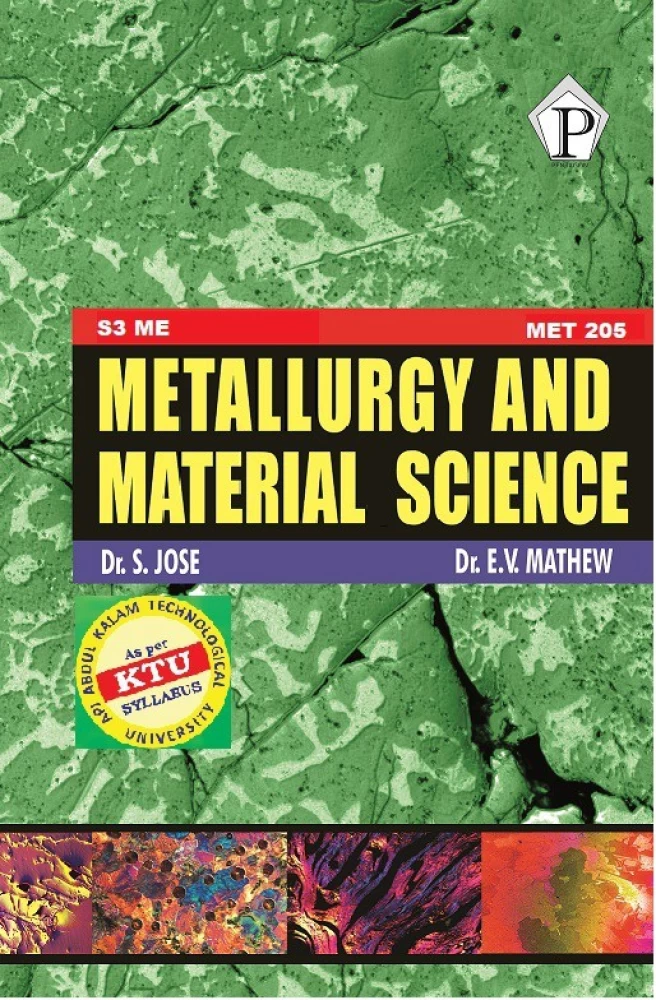 P
S3 ME
MET 205
METALLURGY AND
MATERIAL SCIENCE
Dr. S. JOSE
Dr. E.V. MATHEW
APJ ABDUL KALAM TECHNOLOGICAL
UNIVERSITY
As per
KTU
SYLLABUS